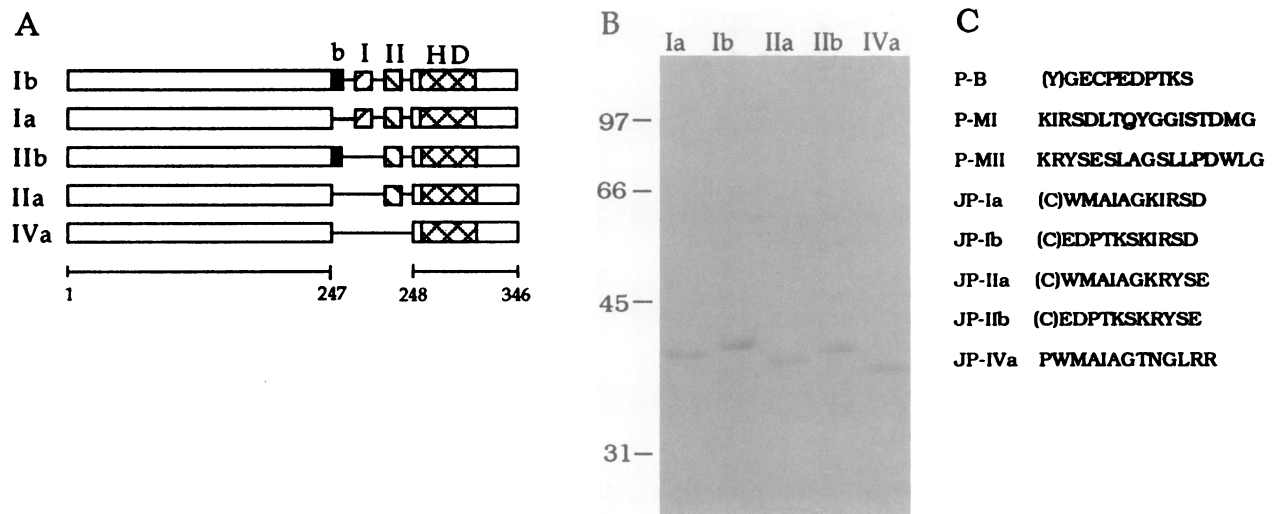 A
b I II HD
Ib
Ia
IIb
IIa
IVa
1 247 248 346
B
Ia Ib IIa IIb IVa
97
66
45
31
C
P-B (Y)GECPEDPTKS
P-MI KIRSDLTQYGGISTDMG
P-MII KRYSESLAGSLLPDWLG
JP-Ia (C)WMAIAGKIRSD
JP-Ib (C)EDPTKSKIRSD
JP-IIa (C)WMAIAGKRYSE
JP-IIb (C)EDPTKSKRYSE
JP-IVa PWMAIAGTNGLRR